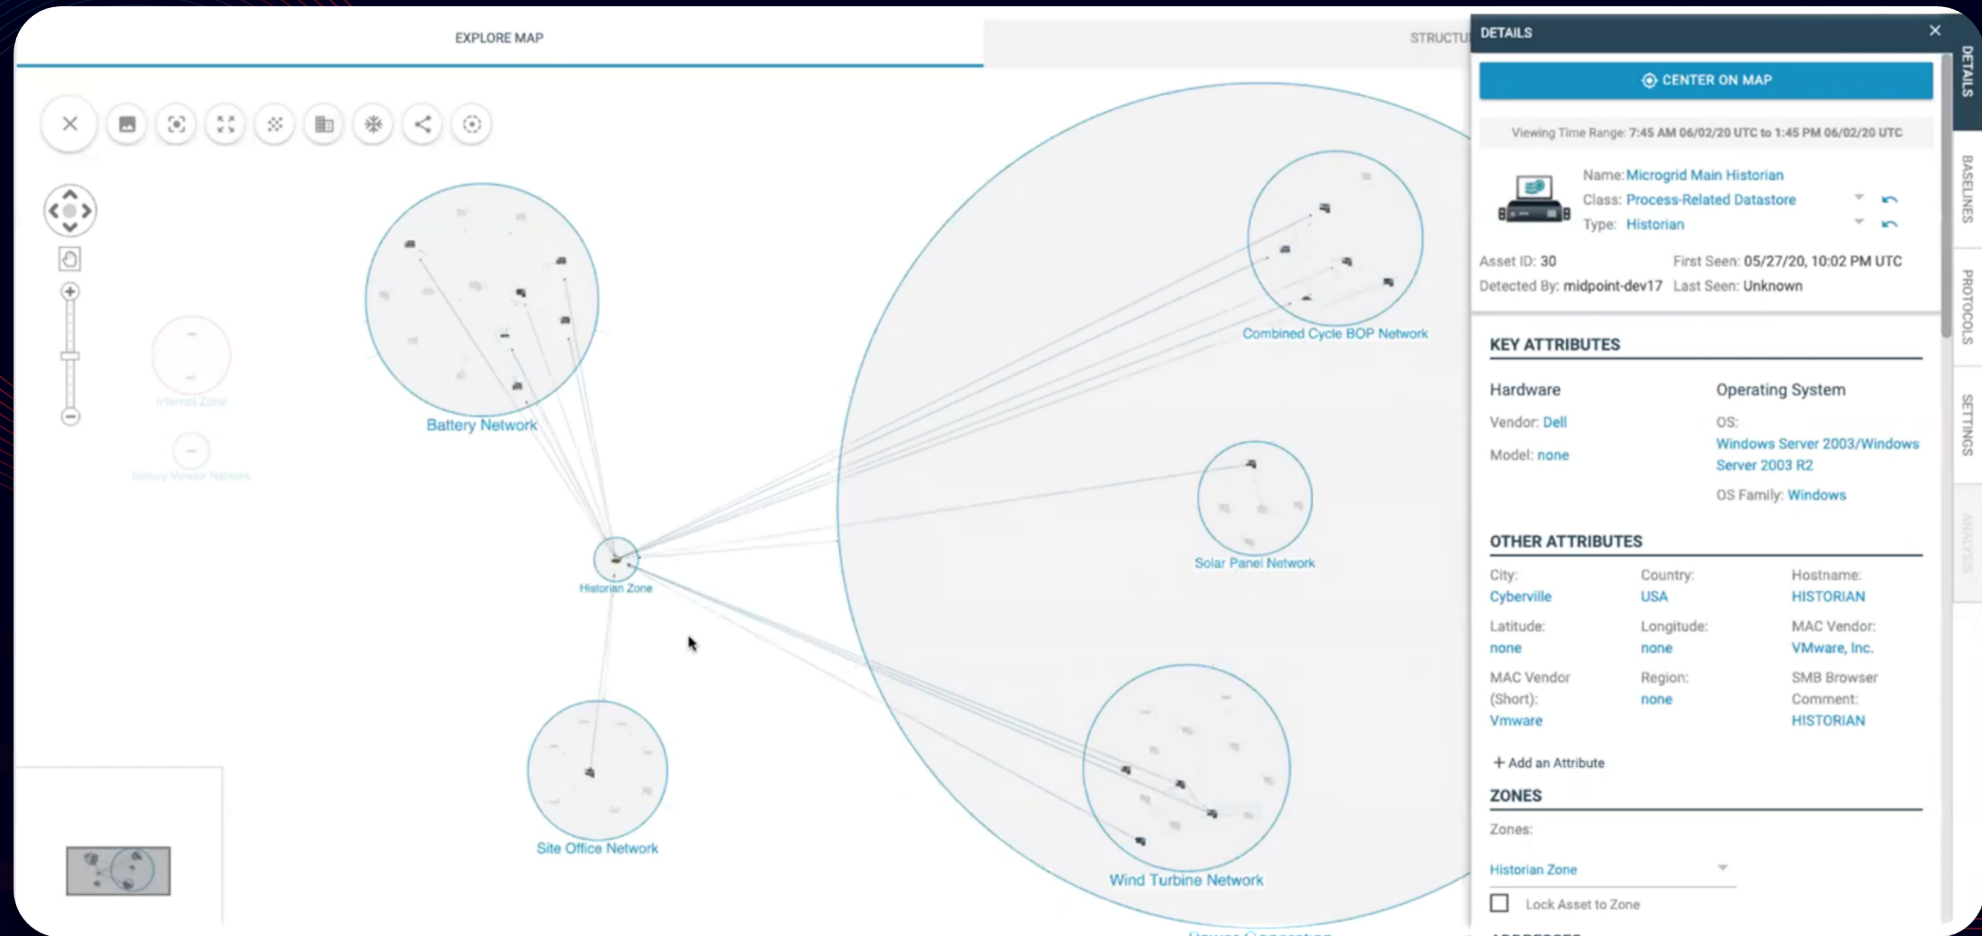 EXPLORE MAP
STRUCTU
DETAILS
CENTER ON MAP
Viewing Time Range: 7:45 AM 06/02/20 UTC to 1:45 PM 06/02/20 UTC
Name: Microgrid Main Historian
Class: Process-Related Datastore
Type: Historian
Asset ID: 30 First Seen: 05/27/20, 10:02 PM UTC
Detected By: midpoint-dev17 Last Seen: Unknown
KEY ATTRIBUTES
Hardware
Vendor: Dell
Model: none
Operating System
OS:
Windows Server 2003/Windows
Server 2003 R2
OS Family: Windows
OTHER ATTRIBUTES
City: Country: Hostname:
Cyberville USA HISTORIAN
Latitude: Longitude: MAC Vendor:
none none VMware, Inc.
MAC Vendor Region: SMB Browser
(Short): none Comment:
Vmware HISTORIAN
+ Add an Attribute
ZONES
Zones:
Historian Zone
Lock Asset to Zone
DETAILS
BASELINES
PROTOCOLS
SETTINGS
ANALYSIS
Internet Zone
Battery Vendor Network
Battery Network
Historian Zone
Site Office Network
Combined Cycle BOP Network
Solar Panel Network
Wind Turbine Network